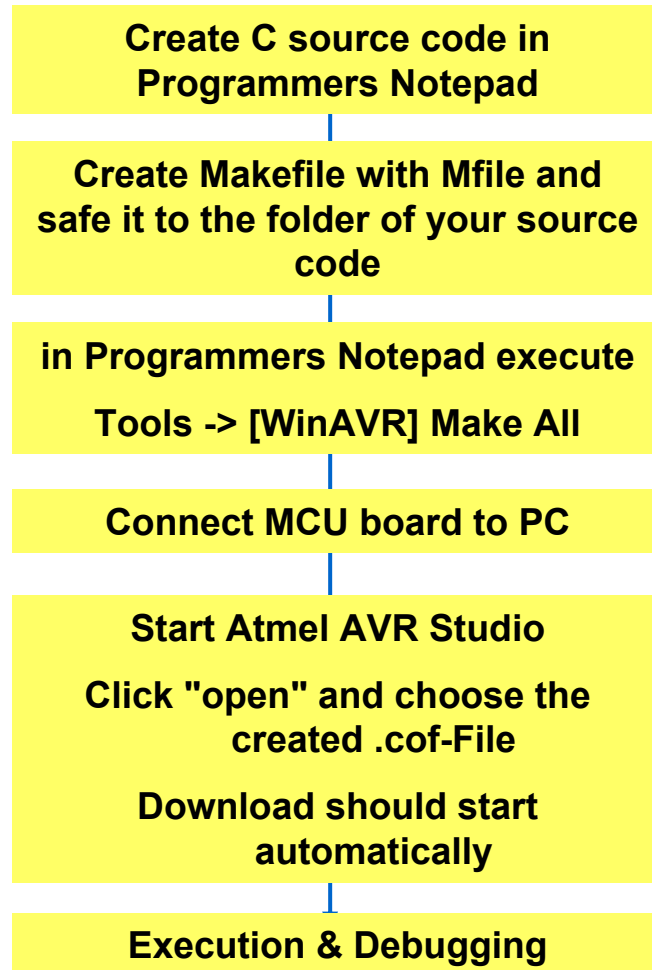 Create C source code in
Programmers Notepad
Create Makefile with Mfile and
safe it to the folder of your source
code
in Programmers Notepad execute
Tools -> [WinAVR] Make All
Connect MCU board to PC
Start Atmel AVR Studio
Click "open" and choose the
created .cof-File
Download should start
automatically
Execution & Debugging